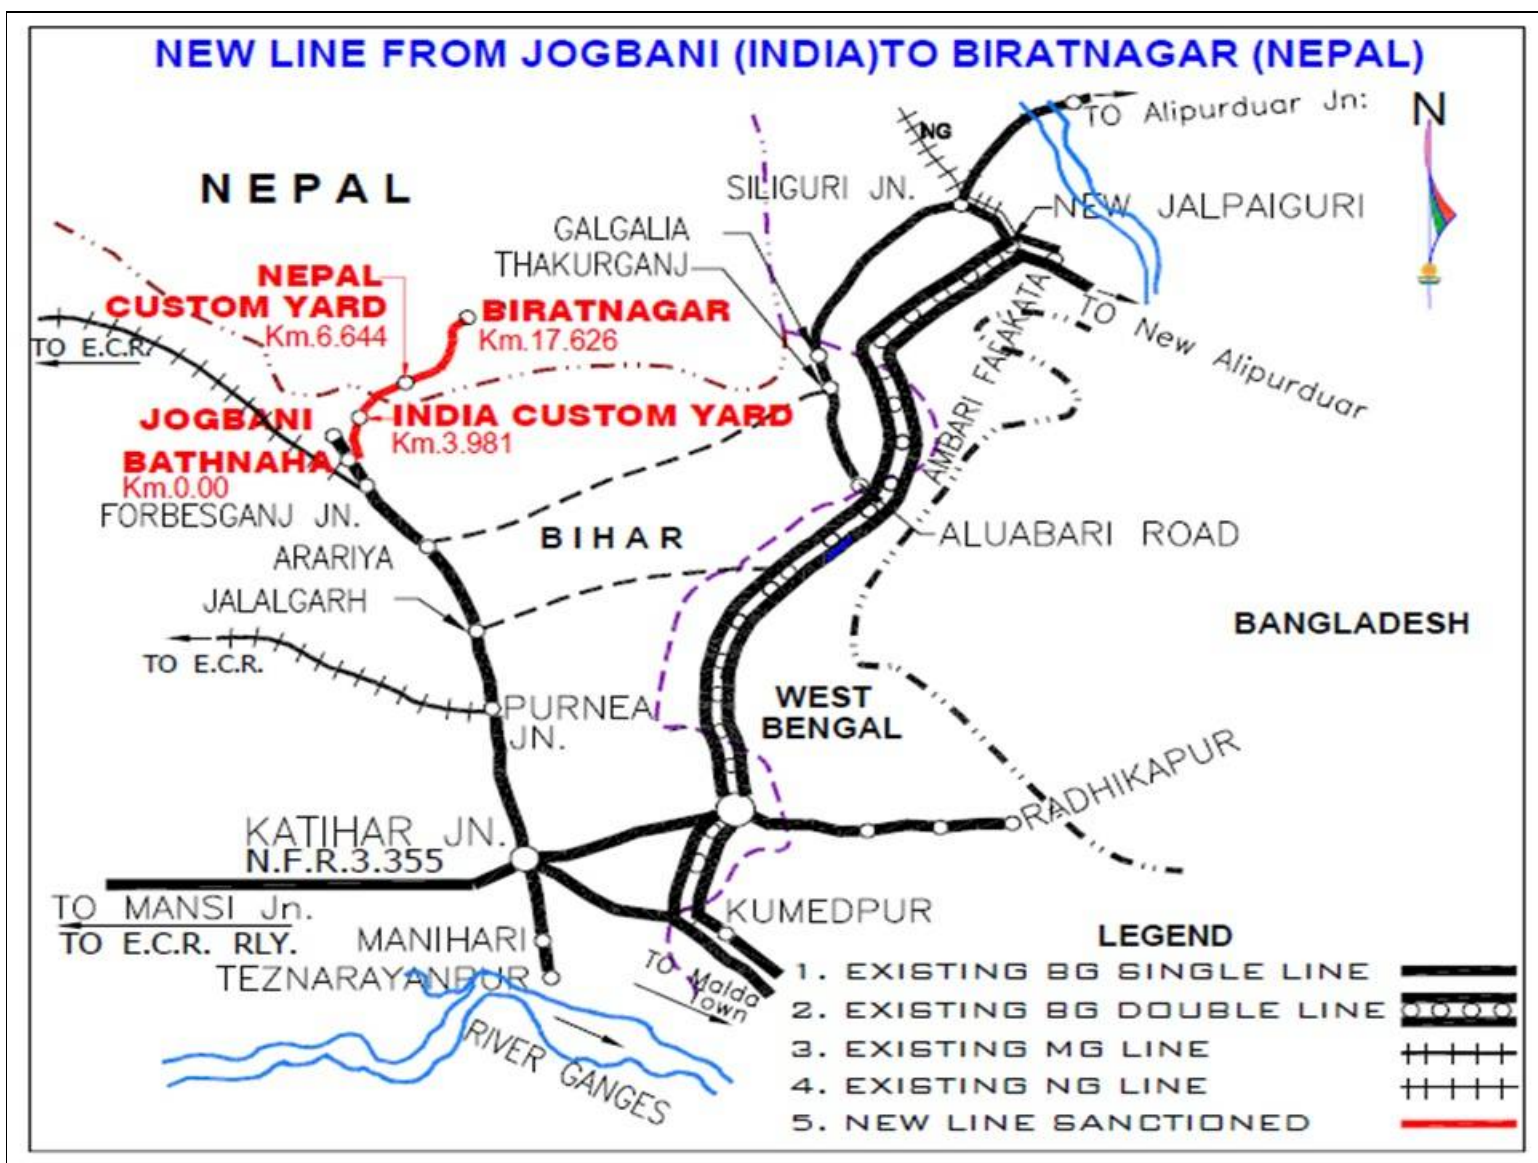 NEW LINE FROM JOGBANI (INDIA)TO BIRATNAGAR (NEPAL)
TO Alipurduar Jn:
N
NG
NEPAL
SILIGURI JN.
NEW JALPAIGURI
GALGALIA
THAKURGANJ
NEPAL
CUSTOM YARD
Km.6.644
BIRATNAGAR
Km.17.626
TO E.C.R.
TO New Alipurduar
AMBARI FALAKATA
JOGBANI
INDIA CUSTOM YARD
Km.3.981
BATHNAHA
Km.0.00
FORBESGANJ JN.
BIHAR
ALUABARI ROAD
ARARIYA
JALALGARH
BANGLADESH
TO E.C.R.
PURNEA
JN.
WEST
BENGAL
RADHIKAPUR
KATIHAR JN.
N.F.R.3.355
TO MANSI Jn.
TO E.C.R. RLY.
KUMEDPUR
MANIHARI
TEZNARAYANPUR
TO Malda
Town
RIVER GANGES
LEGEND
1. EXISTING BG SINGLE LINE
2. EXISTING BG DOUBLE LINE
3. EXISTING MG LINE
4. EXISTING NG LINE
5. NEW LINE SANCTIONED